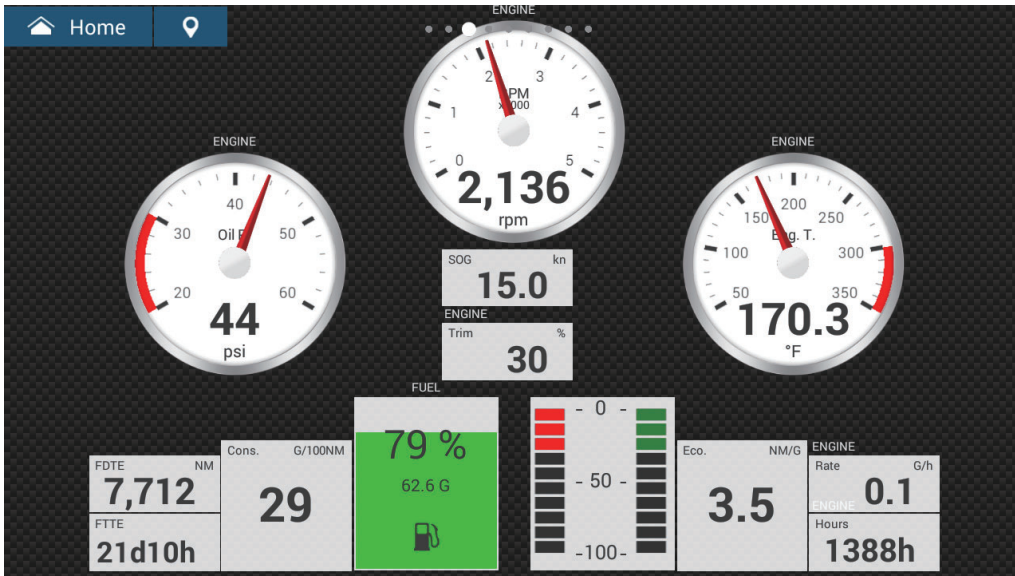 Home
ENGINE
0
1
2
3
4
5
RPM
x1000
2,136
rpm
ENGINE
20
30
40
50
60
Oil P
44
psi
ENGINE
50
100
150
200
250
300
350
Eng. T.
170.3
°F
SOG kn
15.0
ENGINE
Trim %
30
FUEL
79 %
62.6 G
- 0 -
- 50 -
-100-
FDTE NM
7,712
FTTE
21d10h
Cons. G/100NM
29
Eco. NM/G
3.5
ENGINE
Rate G/h
0.1
ENGINE
Hours
1388h